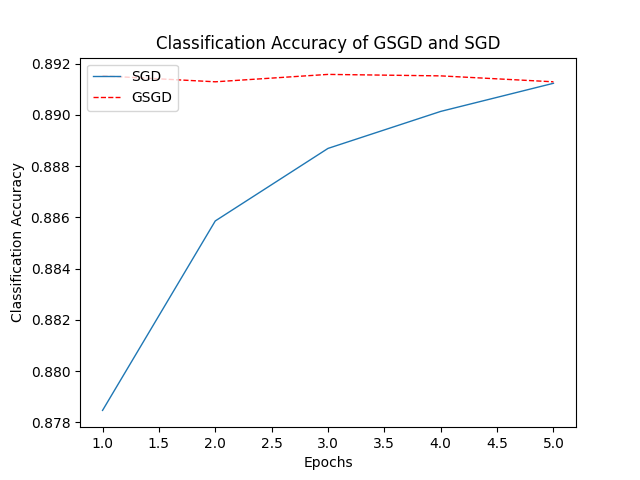 Classification Accuracy of GSGD and SGD
0.892
0.890
0.888
0.886
0.884
0.882
0.880
0.878
Classification Accuracy
SGD
GSGD
1.0 1.5 2.0 2.5 3.0 3.5 4.0 4.5 5.0
Epochs